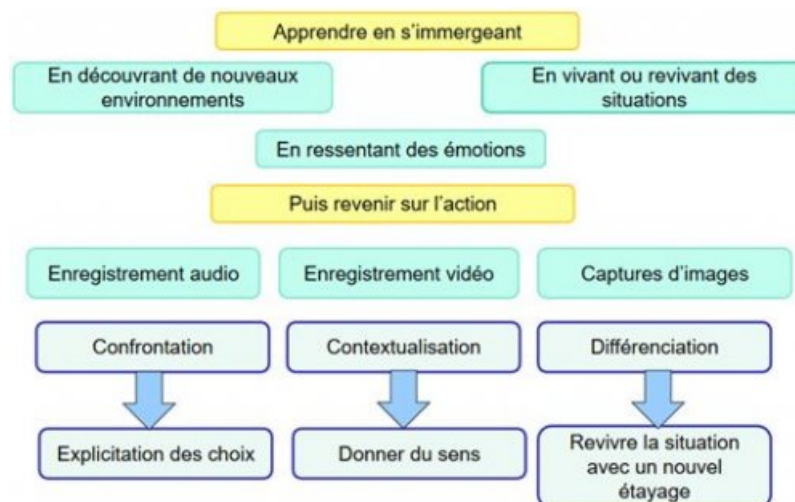 Apprendre en s'immergeant
En découvrant de nouveaux
environnements
En vivant ou revivant des
situations
En ressentant des émotions
Puis revenir sur l'action
Enregistrement audio
Enregistrement vidéo
Captures d'images
Confrontation
Contextualisation
Différenciation
Explicitation des choix
Donner du sens
Revivre la situation
avec un nouvel
étayage